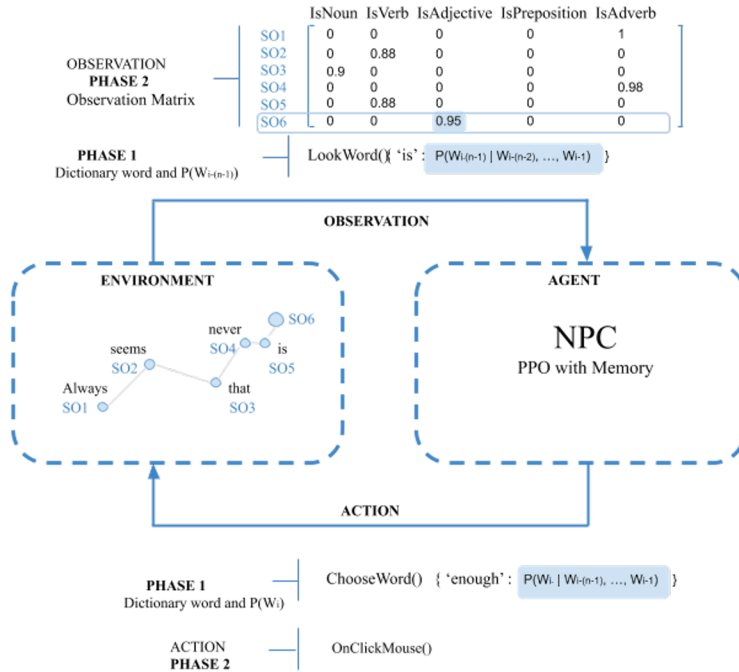 IsNoun IsVerb IsAdjective IsPreposition IsAdverb
SO1 0 0 0 0 1
SO2 0 0.88 0 0 0
SO3 0.9 0 0 0 0
SO4 0 0 0 0 0.98
SO5 0 0.88 0 0 0
SO6 0 0 0.95 0 0
OBSERVATION
PHASE 2
Observation Matrix
PHASE 1
Dictionary word and P(Wi-(n-1))
LookWord(){ 'is' : P(Wi-(n-1) | Wi-(n-2), …, Wi-1) }
OBSERVATION
ENVIRONMENT
Always
SO1
seems
SO2
that
SO3
never
SO4
is
SO5
SO6
AGENT
NPC
PPO with Memory
ACTION
PHASE 1
Dictionary word and P(Wi)
ChooseWord() { 'enough' : P(Wi. | Wi-(n-1), …, Wi-1) }
ACTION
PHASE 2
OnClickMouse()